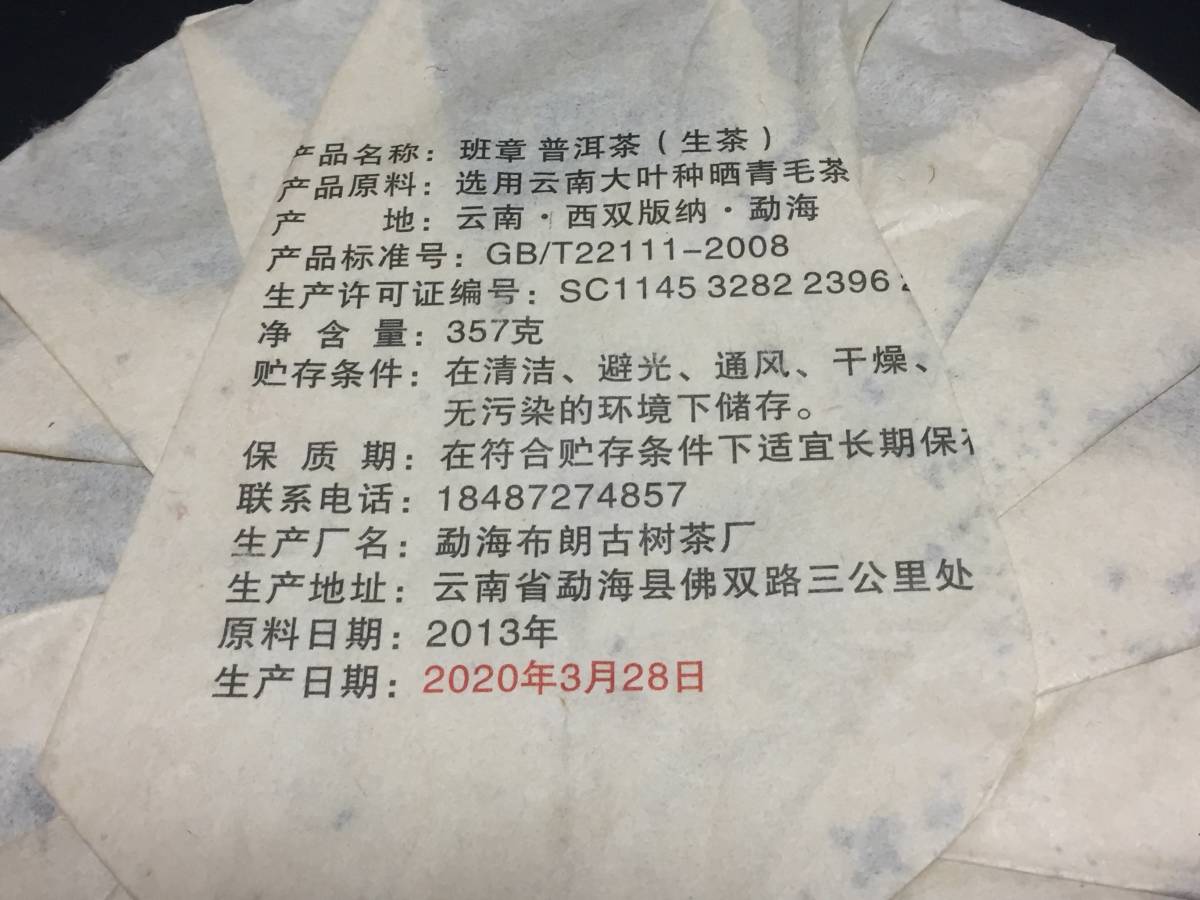 产品名称：班章 普洱茶（生茶）
产品原料：选用云南大叶种晒青毛茶
产　　地：云南·西双版纳·勐海
产品标准号：GB/T22111-2008
生产许可证编号：SC1145 3282 2396
净 含 量：357克
贮存条件：在清洁、避光、通风、干燥、
无污染的环境下储存。
保 质 期：在符合贮存条件下适宜长期保存
联系电话：18487274857
生产厂名：勐海布朗古树茶厂
生产地址：云南省勐海县佛双路三公里处
原料日期：2013年
生产日期：2020年3月28日